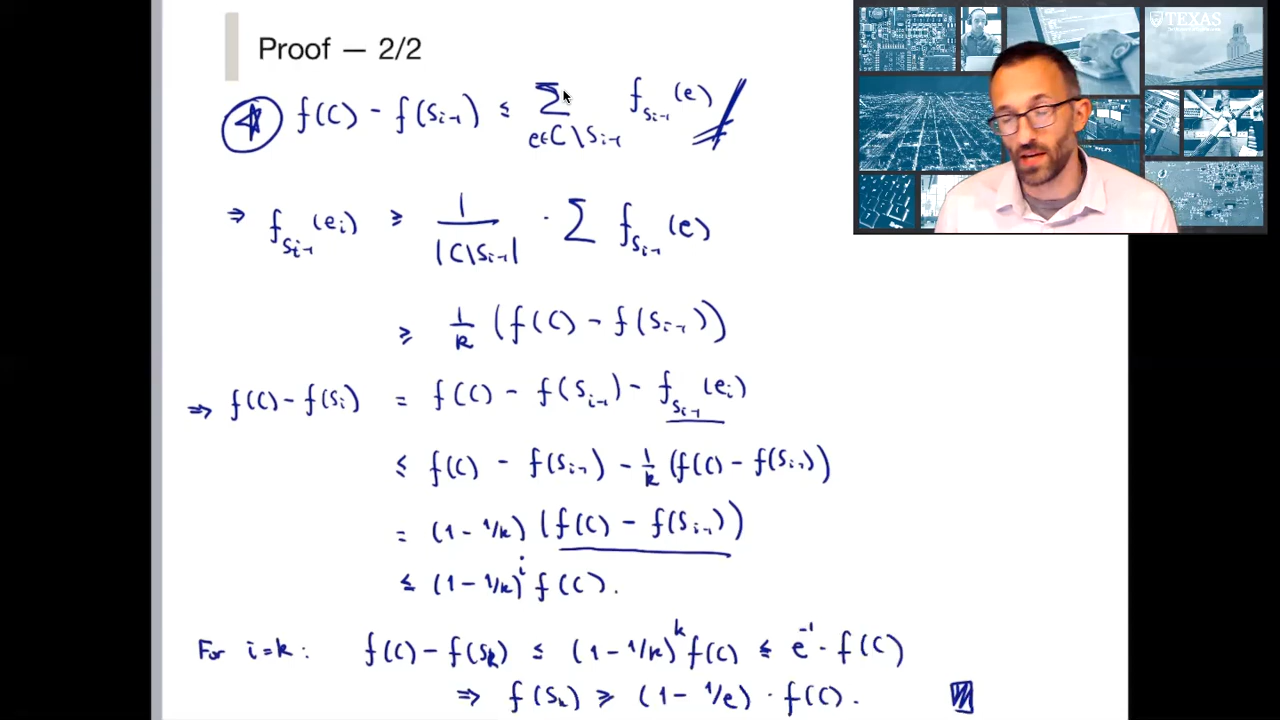 Proof — 2/2
TEXAS
④ f(C) - f(S_{i-1}) ≤ ∑_{e∈C\S_{i-1}} f_{S_{i-1}}(e)
⇒ f_{S_{i-1}}(e_i) ≥ 1/|C\S_{i-1}| · ∑ f_{S_{i-1}}(e)
≥ 1/k (f(C) - f(S_{i-1}))
⇒ f(C) - f(S_i) = f(C) - f(S_{i-1}) - f_{S_{i-1}}(e_i)
≤ f(C) - f(S_{i-1}) - 1/k (f(C) - f(S_{i-1}))
= (1 - 1/k) (f(C) - f(S_{i-1}))
≤ (1 - 1/k)^i f(C).
For i=k: f(C) - f(S_k) ≤ (1 - 1/k)^k f(C) ≤ e^{-1} · f(C)
⇒ f(S_k) ≥ (1 - 1/e) · f(C).